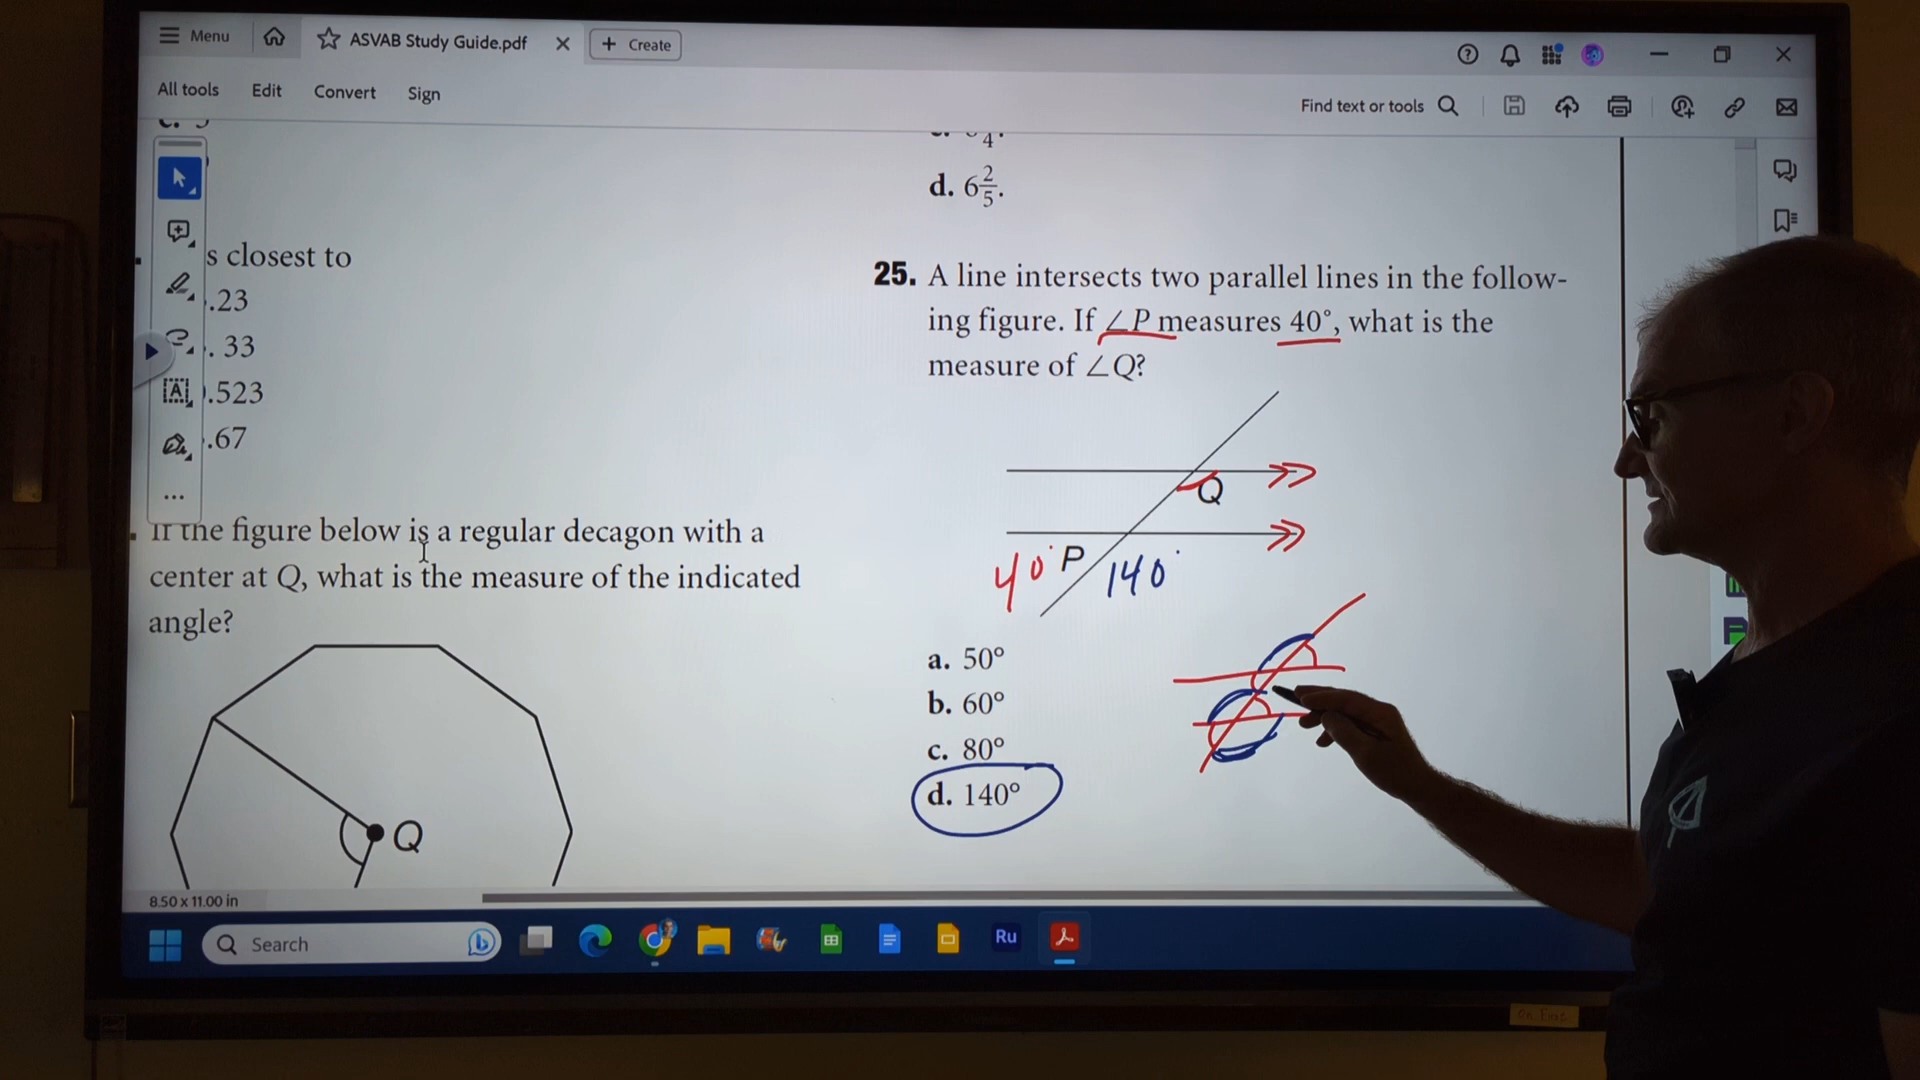 Menu
ASVAB Study Guide.pdf
+ Create
All tools Edit Convert Sign
Find text or tools
s closest to
.23
. 33
.523
.67
If the figure below is a regular decagon with a
center at Q, what is the measure of the indicated
angle?
Q
8.50 x 11.00 in
4.
d. 6 2/5.
25. A line intersects two parallel lines in the follow-
ing figure. If ∠P measures 40°, what is the
measure of ∠Q?
Q
40° P 140°
a. 50°
b. 60°
c. 80°
d. 140°
Search
Ru